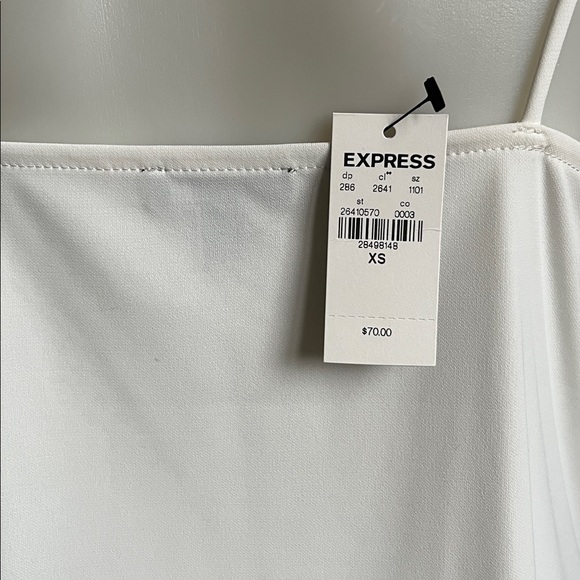 EXPRESS
dp cl** sz
286 2641 1101
st co
26410570 0003
28498148
XS
$70.00